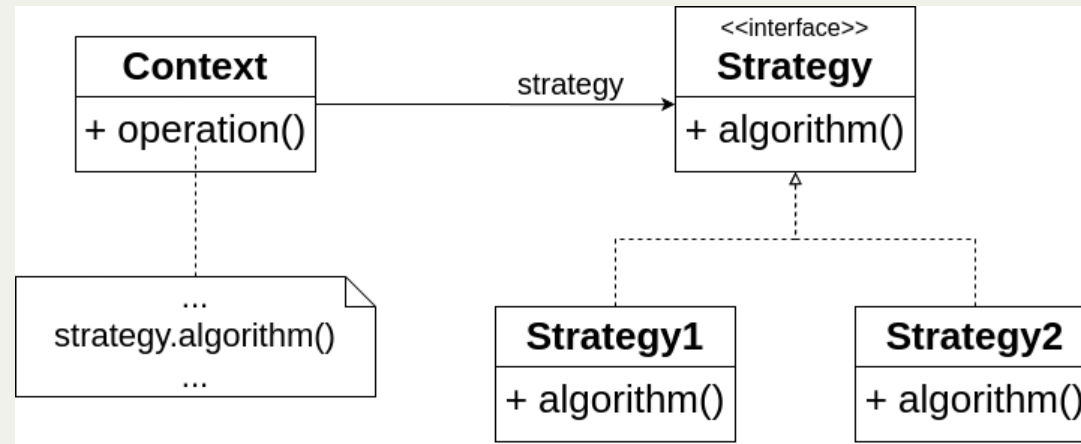 Context
+ operation()
strategy
<<interface>>
Strategy
+ algorithm()
...
strategy.algorithm()
...
Strategy1
+ algorithm()
Strategy2
+ algorithm()